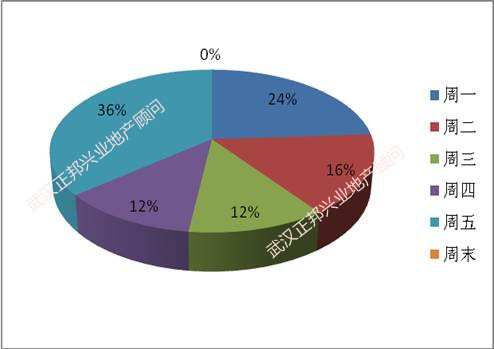 0%
24%
36%
16%
12%
12%
周一
周二
周三
周四
周五
周末
武汉正邦兴业地产顾问
武汉正邦兴业地产顾问